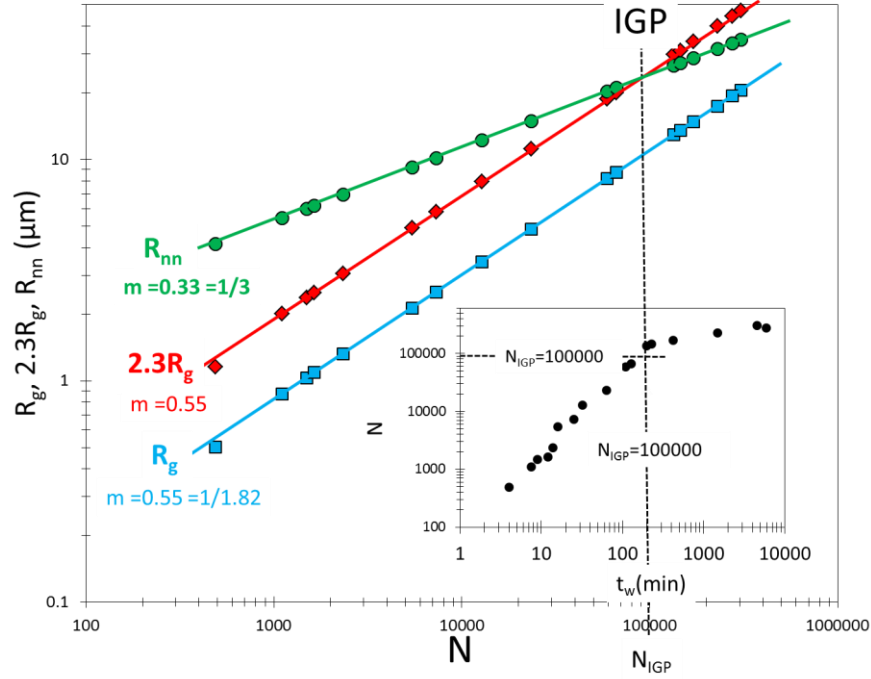 IGP
10
1
0.1
R_g, 2.3R_g, R_nn (μm)
R_nn
m =0.33 =1/3
2.3R_g
m =0.55
R_g
m =0.55 =1/1.82
100000
10000
1000
100
N
N_IGP=100000
N_IGP=100000
1 10 100 1000 10000
t_w(min)
100 1000 10000 100000 1000000
N
N_IGP